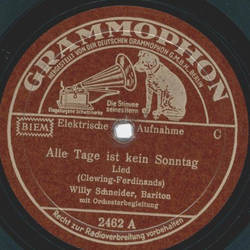 GRAMMOPHON
HERGESTELLT VON DER DEUTSCHEN GRAMMOPHON G.M.B.H. BERLIN
Die Stimme
seines Herrn
BIEM Elektrische Aufnahme C
Alle Tage ist kein Sonntag
Lied
(Clewing-Ferdinands)
Willy Schneider, Bariton
mit Orchesterbegleitung
2462 A
Recht zur Radioverbreitung vorbehalten